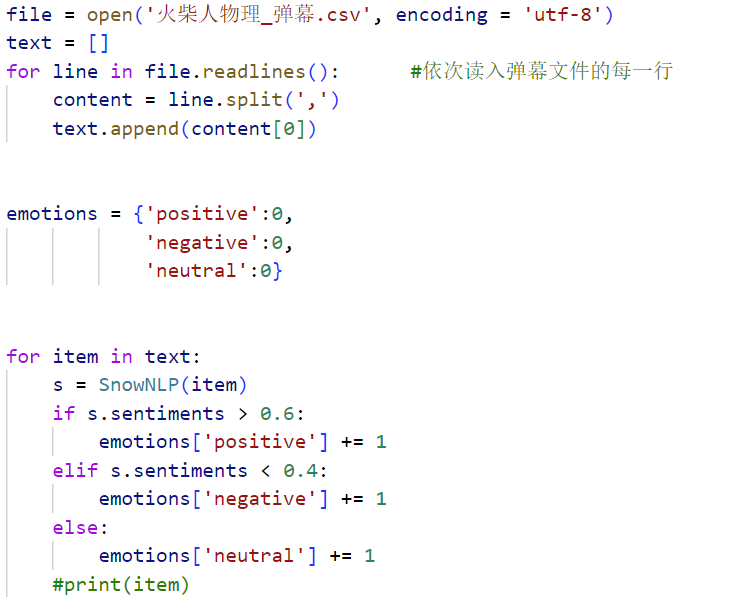 file = open('火柴人物理_弹幕.csv', encoding = 'utf-8')
text = []
for line in file.readlines():      #依次读入弹幕文件的每一行
    content = line.split(',')
    text.append(content[0])
emotions = {'positive':0,
            'negative':0,
            'neutral':0}
for item in text:
    s = SnowNLP(item)
    if s.sentiments > 0.6:
        emotions['positive'] += 1
    elif s.sentiments < 0.4:
        emotions['negative'] += 1
    else:
        emotions['neutral'] += 1
    #print(item)